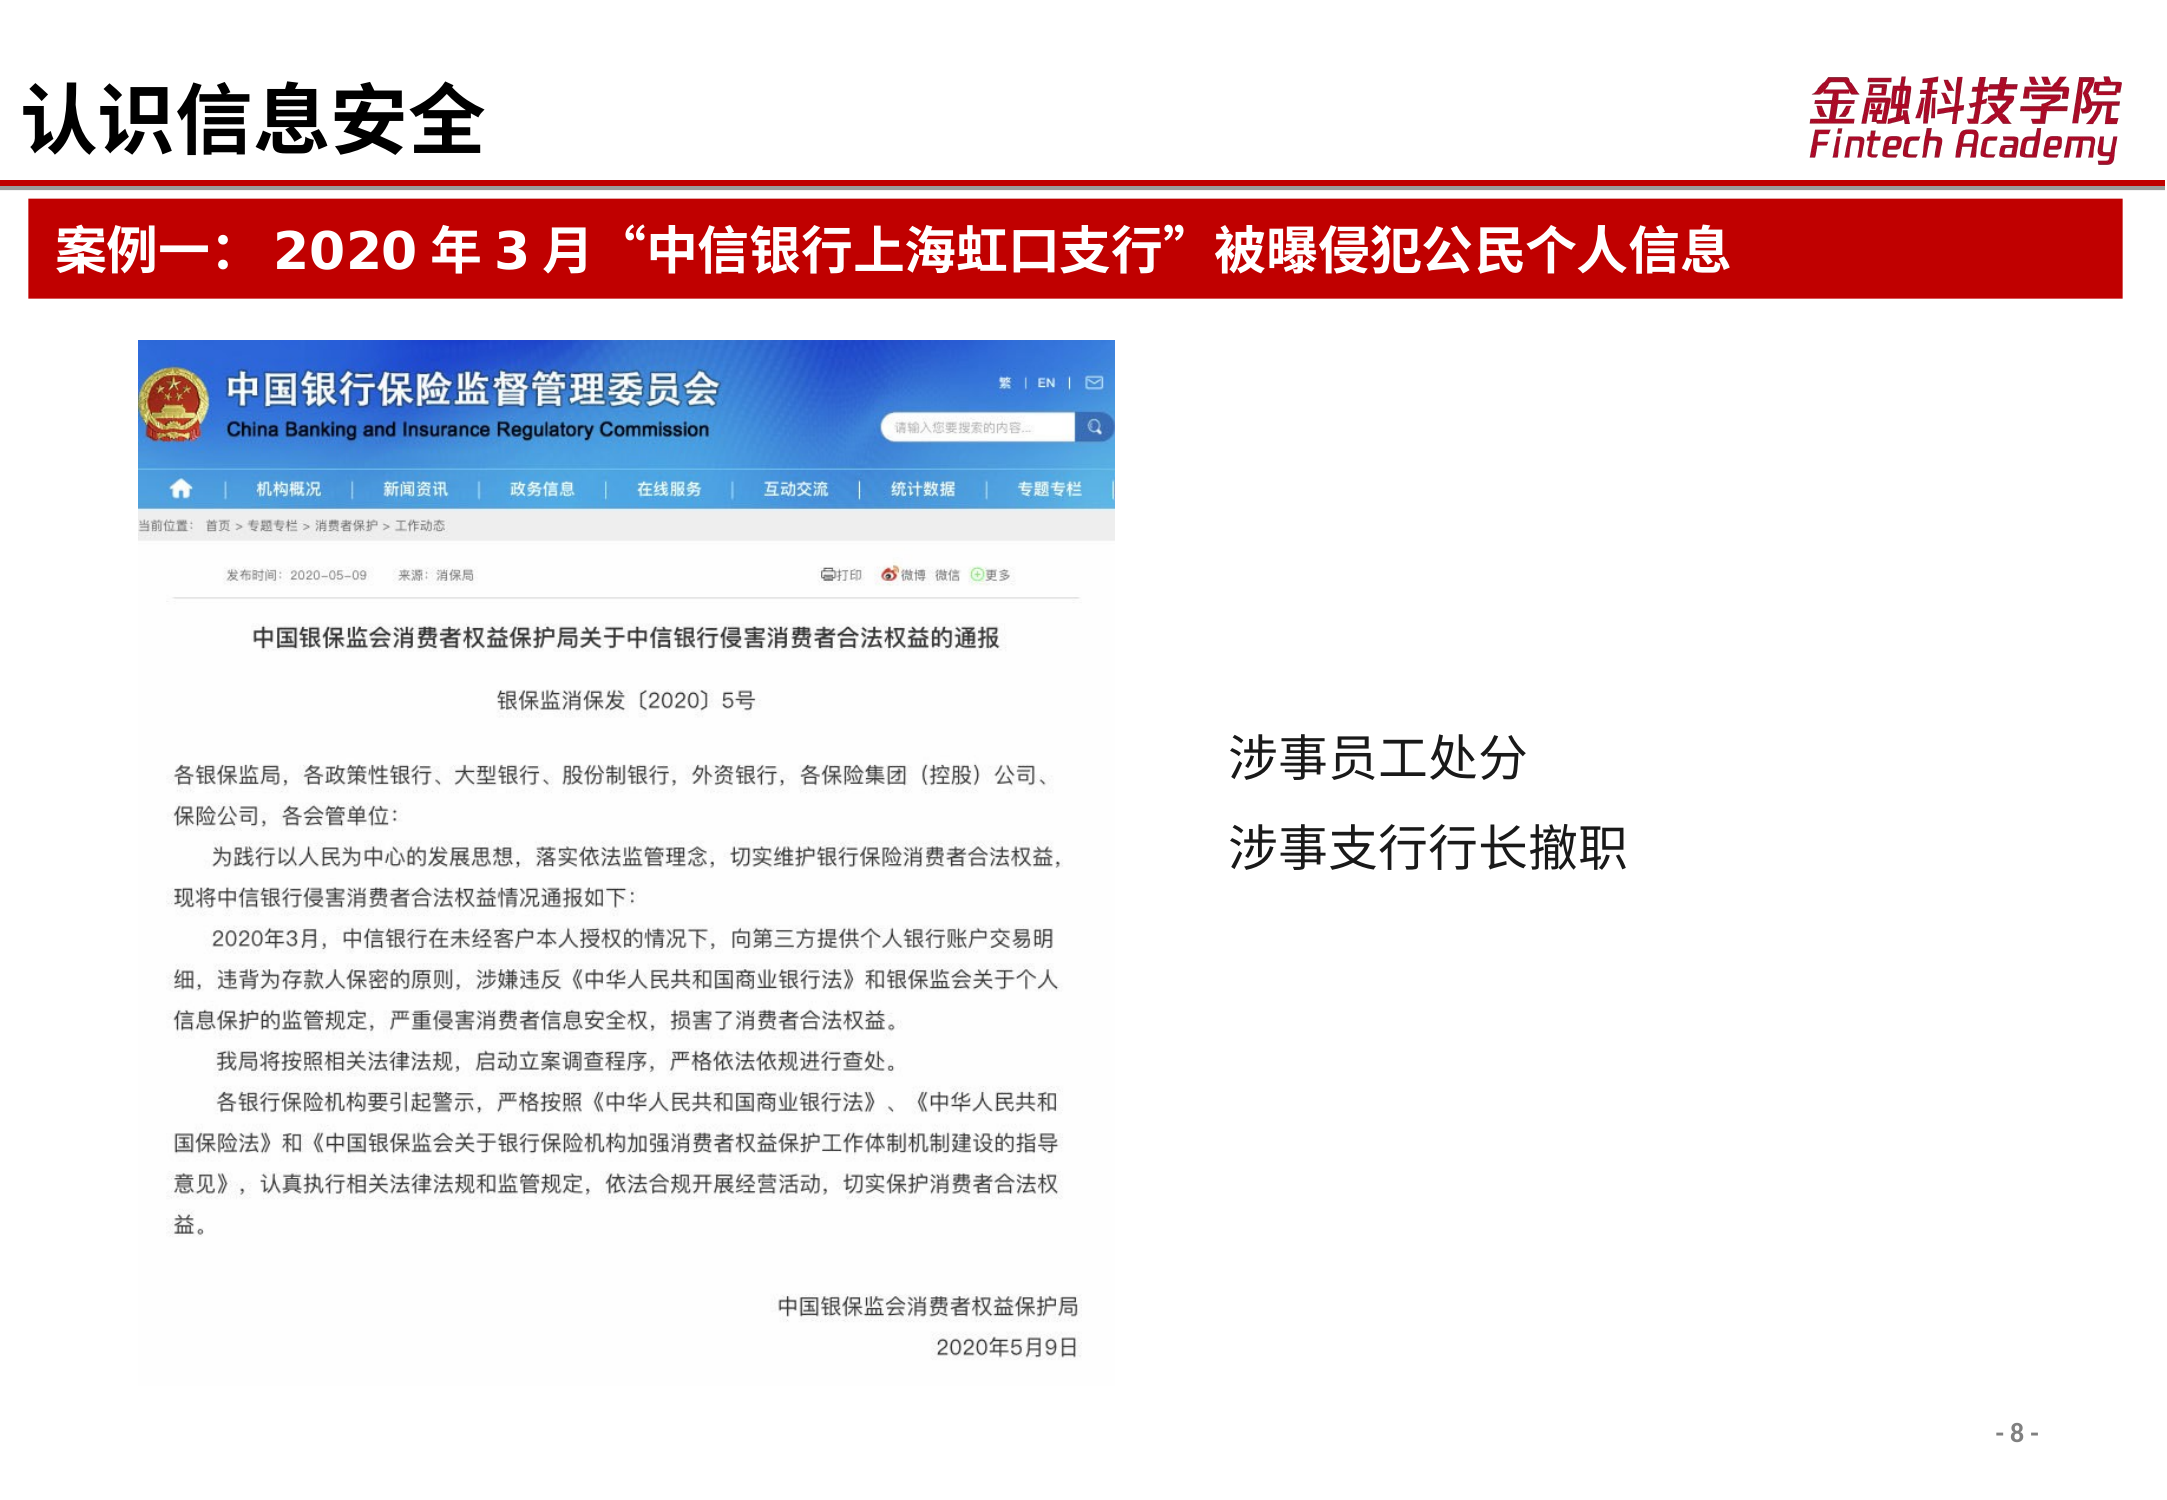 认识信息安全
金融科技学院
Fintech Academy
案例一： 2020 年 3 月“中信银行上海虹口支行”被曝侵犯公民个人信息
中国银行保险监督管理委员会
China Banking and Insurance Regulatory Commission
繁 | EN |
请输入您要搜索的内容...
机构概况 | 新闻资讯 | 政务信息 | 在线服务 | 互动交流 | 统计数据 | 专题专栏
当前位置： 首页 > 专题专栏 > 消费者保护 > 工作动态
发布时间：2020-05-09 来源：消保局 打印 微博 微信 更多
中国银保监会消费者权益保护局关于中信银行侵害消费者合法权益的通报
银保监消保发〔2020〕5号
各银保监局，各政策性银行、大型银行、股份制银行，外资银行，各保险集团（控股）公司、
保险公司，各会管单位：
为践行以人民为中心的发展思想，落实依法监管理念，切实维护银行保险消费者合法权益，
现将中信银行侵害消费者合法权益情况通报如下：
2020年3月，中信银行在未经客户本人授权的情况下，向第三方提供个人银行账户交易明
细，违背为存款人保密的原则，涉嫌违反《中华人民共和国商业银行法》和银保监会关于个人
信息保护的监管规定，严重侵害消费者信息安全权，损害了消费者合法权益。
我局将按照相关法律法规，启动立案调查程序，严格依法依规进行查处。
各银行保险机构要引起警示，严格按照《中华人民共和国商业银行法》、《中华人民共和
国保险法》和《中国银保监会关于银行保险机构加强消费者权益保护工作体制机制建设的指导
意见》，认真执行相关法律法规和监管规定，依法合规开展经营活动，切实保护消费者合法权
益。
中国银保监会消费者权益保护局
2020年5月9日
涉事员工处分
涉事支行行长撤职
- 8 -